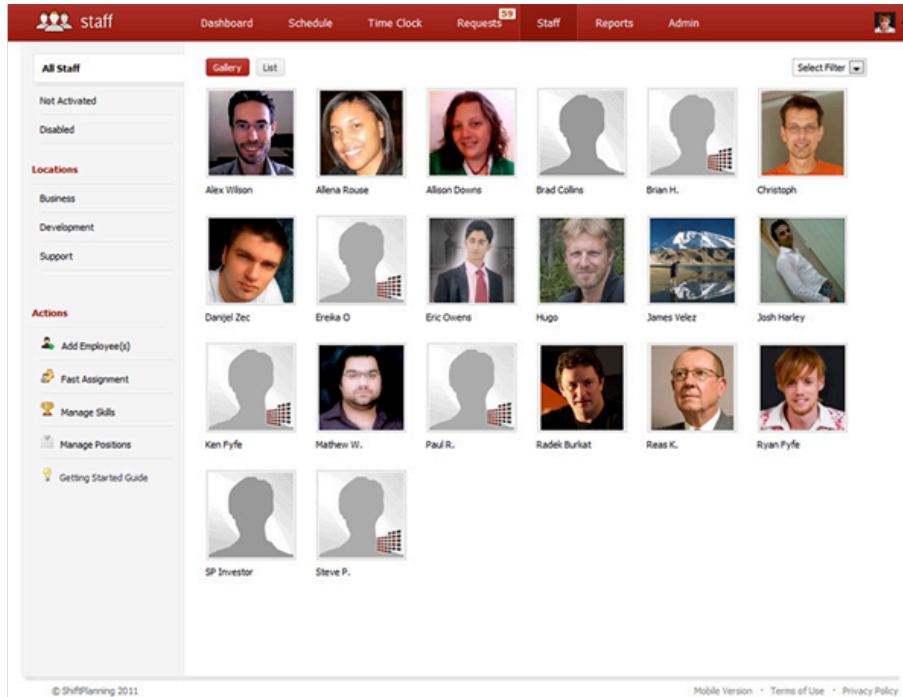 staff
Dashboard Schedule Time Clock Requests 59 Staff Reports Admin
All Staff
Not Activated
Disabled
Locations
Business
Development
Support
Actions
Add Employee(s)
Fast Assignment
Manage Skills
Manage Positions
Getting Started Guide
Gallery List Select Filter
Alex Wilson Allena Rouse Allison Downs Brad Collins Brian H. Christoph
Danijel Zec Ereika O Eric Owens Hugo James Velez Josh Harley
Ken Fyfe Mathew W. Paul R. Radek Burkat Reas K. Ryan Fyfe
SP Investor Steve P.
© ShiftPlanning 2011 Mobile Version · Terms of Use · Privacy Policy